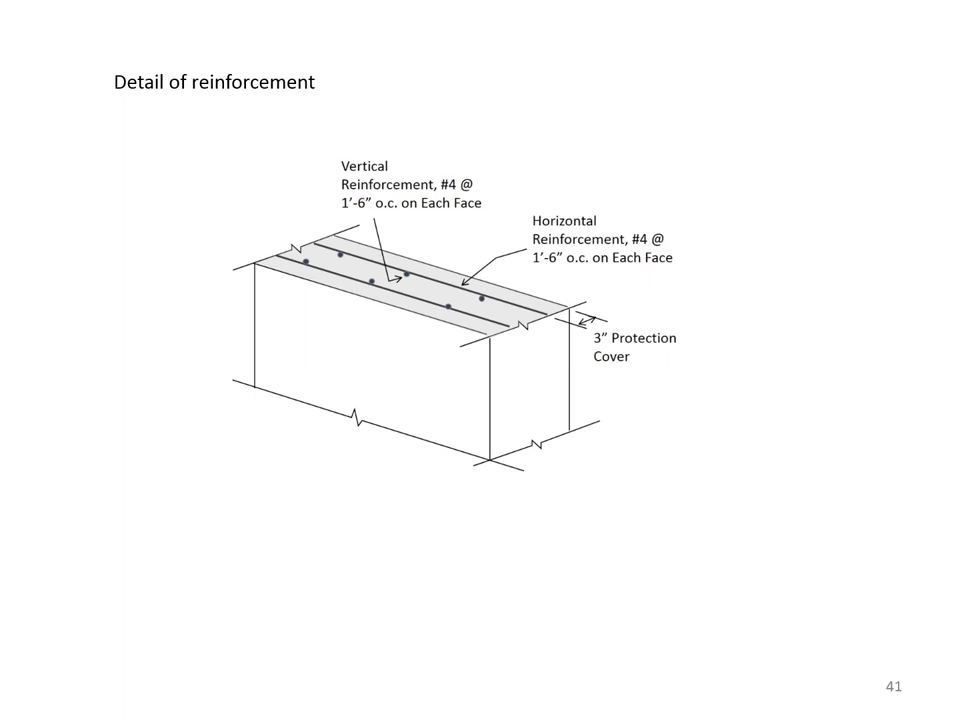 Detail of reinforcement
Vertical
Reinforcement, #4 @
1’-6” o.c. on Each Face
Horizontal
Reinforcement, #4 @
1’-6” o.c. on Each Face
3” Protection
Cover
41